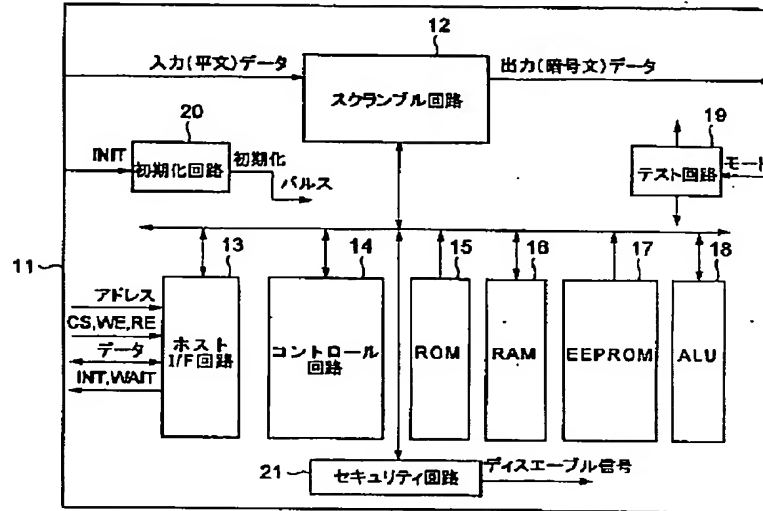 12
入力(平文)データ
スクランブル回路
出力(暗号文)データ
20
19
INIT
初期化回路
初期化
パルス
テスト回路
モード
11
13
14
15
16
17
18
アドレス
CS,WE,RE
データ
INT,WAIT
ホスト
I/F回路
コントロール
回路
ROM
RAM
EEPROM
ALU
21
セキュリティ回路
ディスエーブル信号